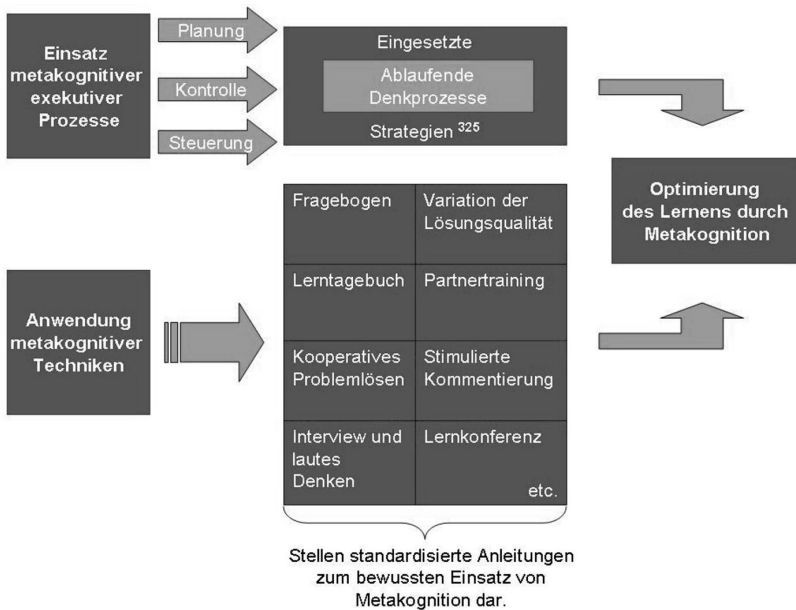 Einsatz
metakognitiver
exekutiver
Prozesse
Planung
Kontrolle
Steuerung
Eingesetzte
Ablaufende
Denkprozesse
Strategien 325
Optimierung
des Lernens durch
Metakognition
Anwendung
metakognitiver
Techniken
Fragebogen
Variation der
Lösungsqualität
Lerntagebuch
Partnertraining
Kooperatives
Problemlösen
Stimulierte
Kommentierung
Interview und
lautes
Denken
Lernkonferenz
etc.
Stellen standardisierte Anleitungen
zum bewussten Einsatz von
Metakognition dar.